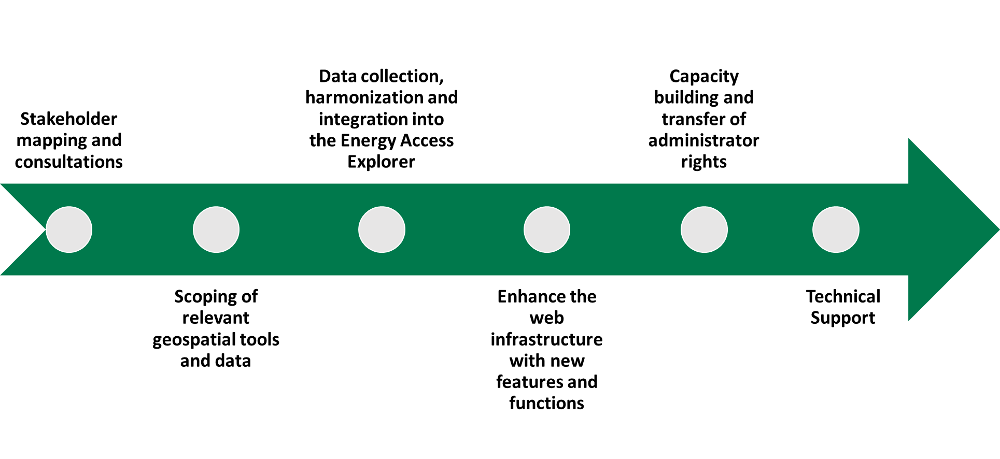 Stakeholder
mapping and
consultations
Scoping of
relevant
geospatial tools
and data
Data collection,
harmonization and
integration into
the Energy Access
Explorer
Enhance the
web
infrastructure
with new
features and
functions
Capacity
building and
transfer of
administrator
rights
Technical
Support